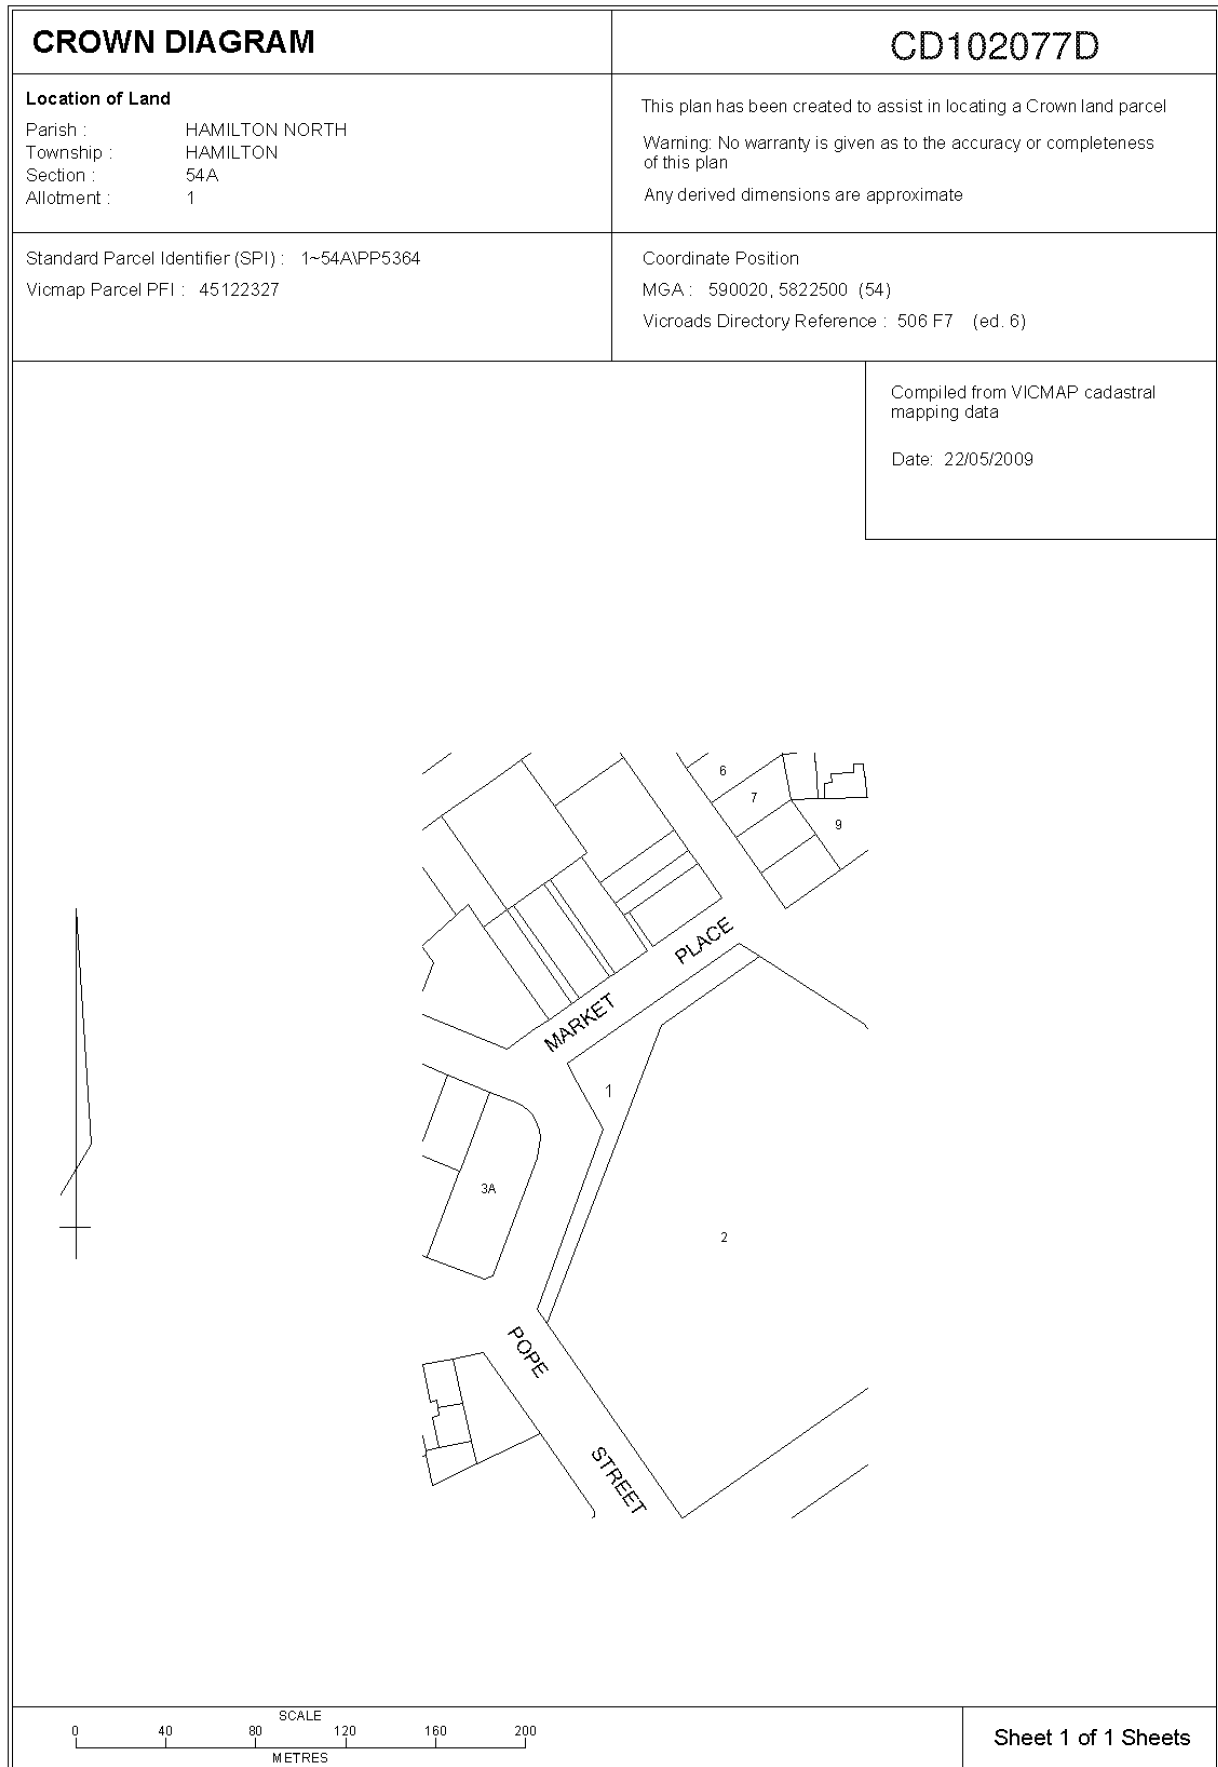 CROWN DIAGRAM
CD102077D
Location of Land
Parish : HAMILTON NORTH
Township : HAMILTON
Section : 54A
Allotment : 1
This plan has been created to assist in locating a Crown land parcel
Warning: No warranty is given as to the accuracy or completeness
of this plan
Any derived dimensions are approximate
Standard Parcel Identifier (SPI) : 1~54A\PP5364
Vicmap Parcel PFI : 45122327
Coordinate Position
MGA : 590020, 5822500 (54)
Vicroads Directory Reference : 506 F7 (ed. 6)
Compiled from VICMAP cadastral
mapping data
Date: 22/05/2009
6
7
9
MARKET PLACE
1
3A
2
POPE STREET
SCALE
0 40 80 120 160 200
METRES
Sheet 1 of 1 Sheets